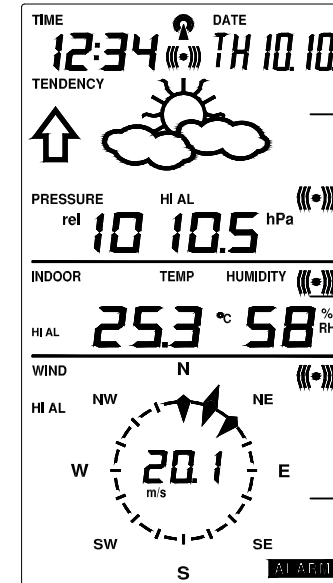 TIME DATE
12:34 TH 10.10
TENDENCY
PRESSURE HI AL
rel 1010.5 hPa
INDOOR TEMP HUMIDITY
HI AL 25.3 °C 58 % RH
WIND N
HI AL NW NE
W 20.1 E
m/s
SW SE
S ALARM